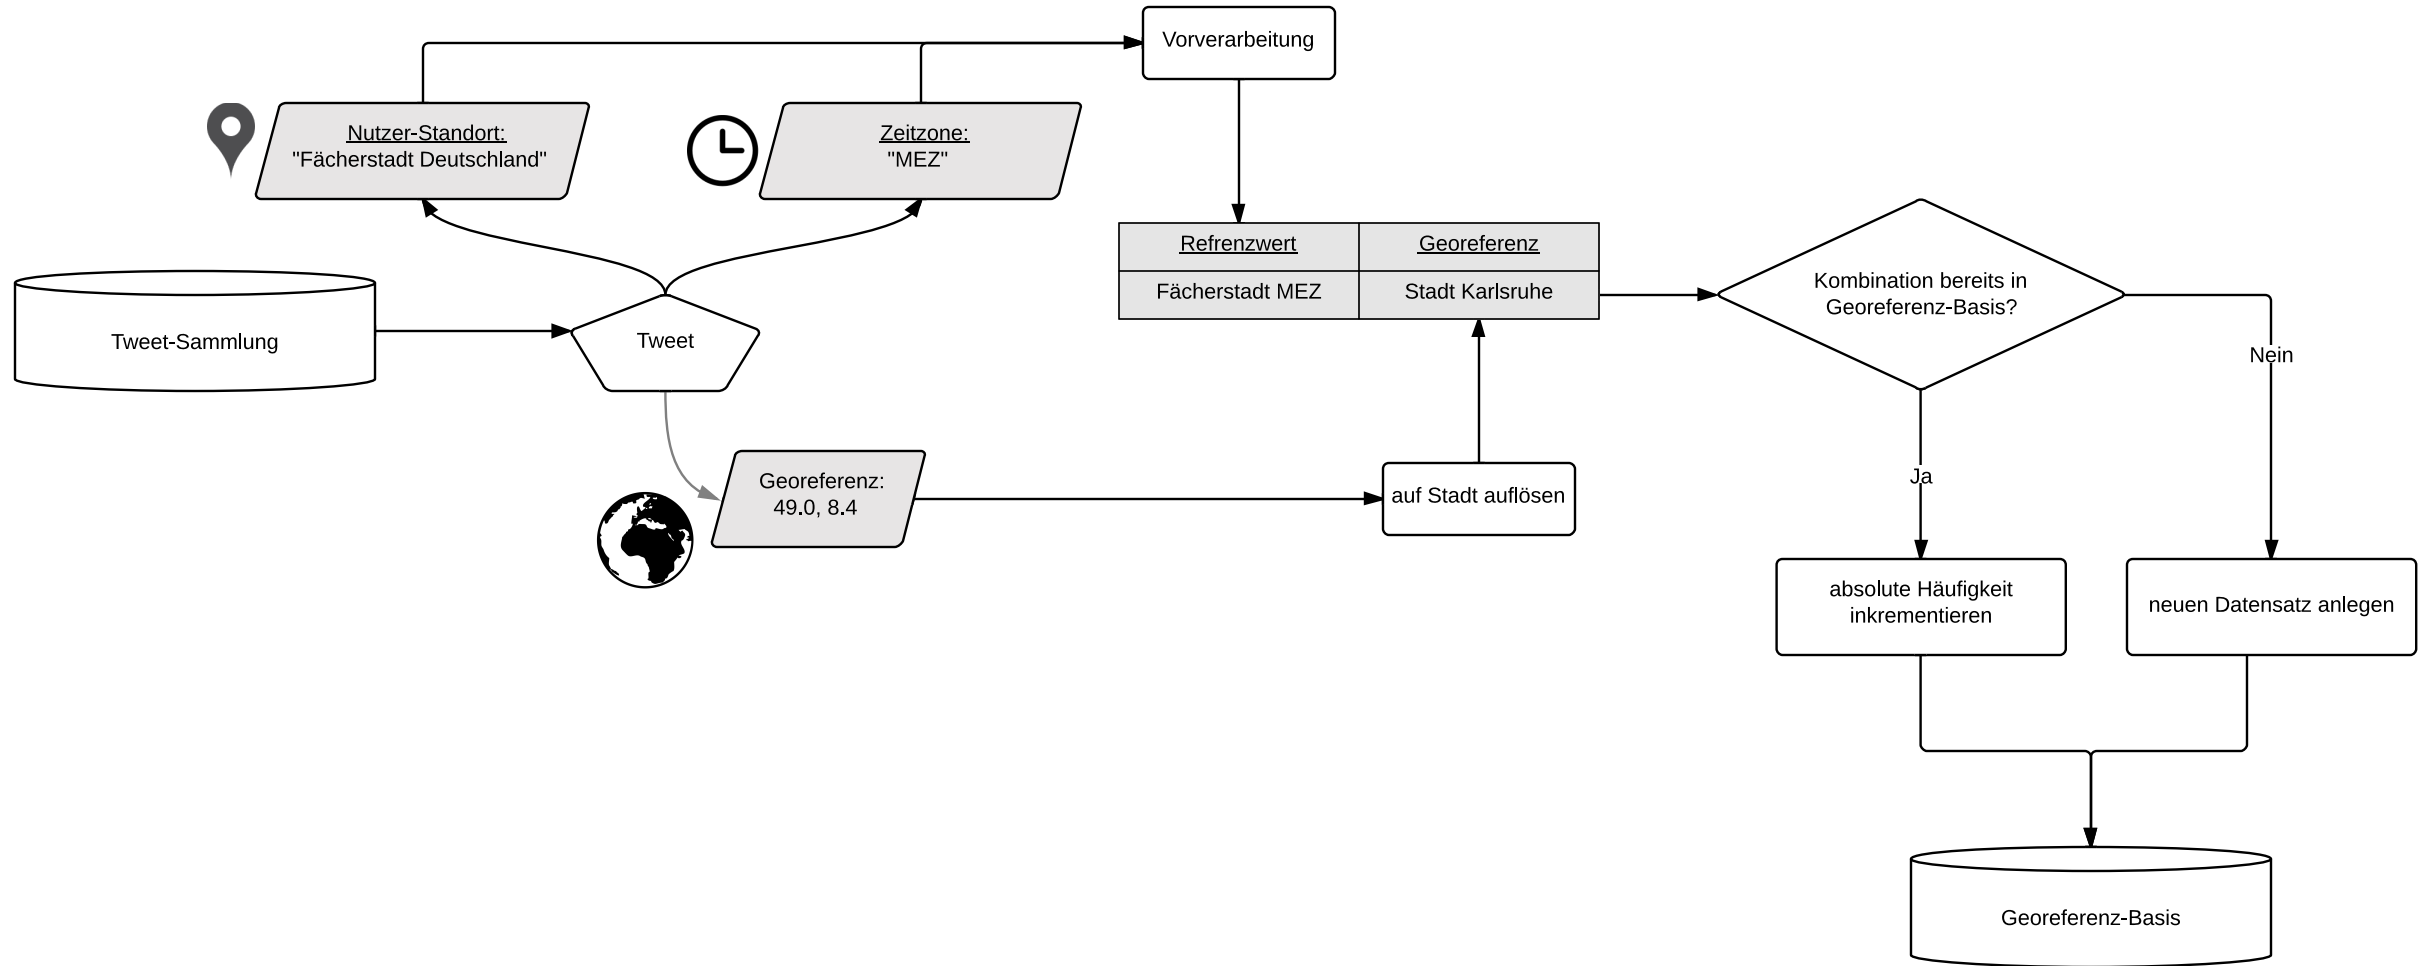 Vorverarbeitung
Nutzer-Standort:
"Fächerstadt Deutschland"
Zeitzone:
"MEZ"
Refrenzwert
Georeferenz
Fächerstadt MEZ
Stadt Karlsruhe
Kombination bereits in
Georeferenz-Basis?
Tweet-Sammlung
Tweet
Nein
Georeferenz:
49.0, 8.4
auf Stadt auflösen
Ja
absolute Häufigkeit
inkrementieren
neuen Datensatz anlegen
Georeferenz-Basis